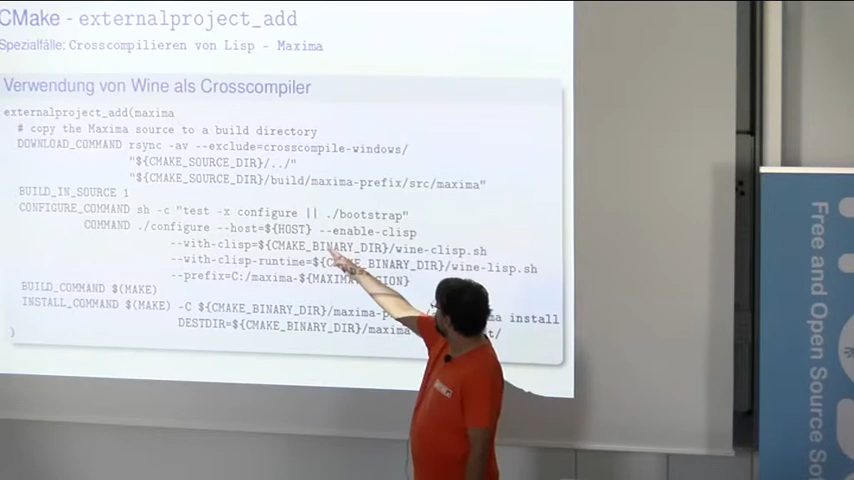 CMake - externalproject_add
Spezialfälle: Crosscompilieren von Lisp - Maxima
Verwendung von Wine als Crosscompiler
externalproject_add(maxima
# copy the Maxima source to a build directory
DOWNLOAD_COMMAND rsync -av --exclude=crosscompile-windows/
"${CMAKE_SOURCE_DIR}/../"
"${CMAKE_SOURCE_DIR}/build/maxima-prefix/src/maxima"
BUILD_IN_SOURCE 1
CONFIGURE_COMMAND sh -c "test -x configure || ./bootstrap"
COMMAND ./configure --host=${HOST} --enable-clisp
--with-clisp=${CMAKE_BINARY_DIR}/wine-clisp.sh
--with-clisp-runtime=${CMAKE_BINARY_DIR}/wine-lisp.sh
--prefix=C:/maxima-${MAXIMA
BUILD_COMMAND $(MAKE)
INSTALL_COMMAND $(MAKE) -C ${CMAKE_BINARY_DIR}/maxima-p install
DESTDIR=${CMAKE_BINARY_DIR}/maxima
)
Free and Open Source